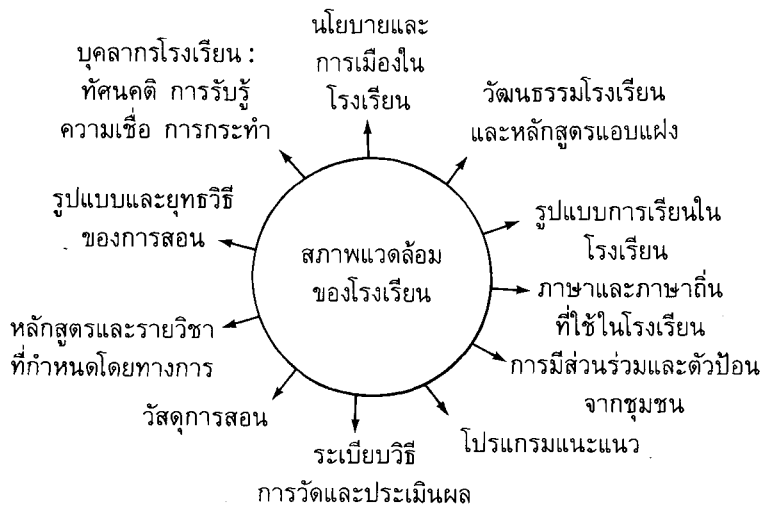 นโยบายและ
การเมืองใน
โรงเรียน
วัฒนธรรมโรงเรียน
และหลักสูตรแอบแฝง
รูปแบบการเรียนใน
โรงเรียน
ภาษาและภาษาถิ่น
ที่ใช้ในโรงเรียน
การมีส่วนร่วมและตัวป้อน
จากชุมชน
โปรแกรมแนะแนว
ระเบียบวิธี
การวัดและประเมินผล
วัสดุการสอน
หลักสูตรและรายวิชา
ที่กำหนดโดยทางการ
รูปแบบและยุทธวิธี
ของการสอน
บุคลากรโรงเรียน :
ทัศนคติ การรับรู้
ความเชื่อ การกระทำ
สภาพแวดล้อม
ของโรงเรียน